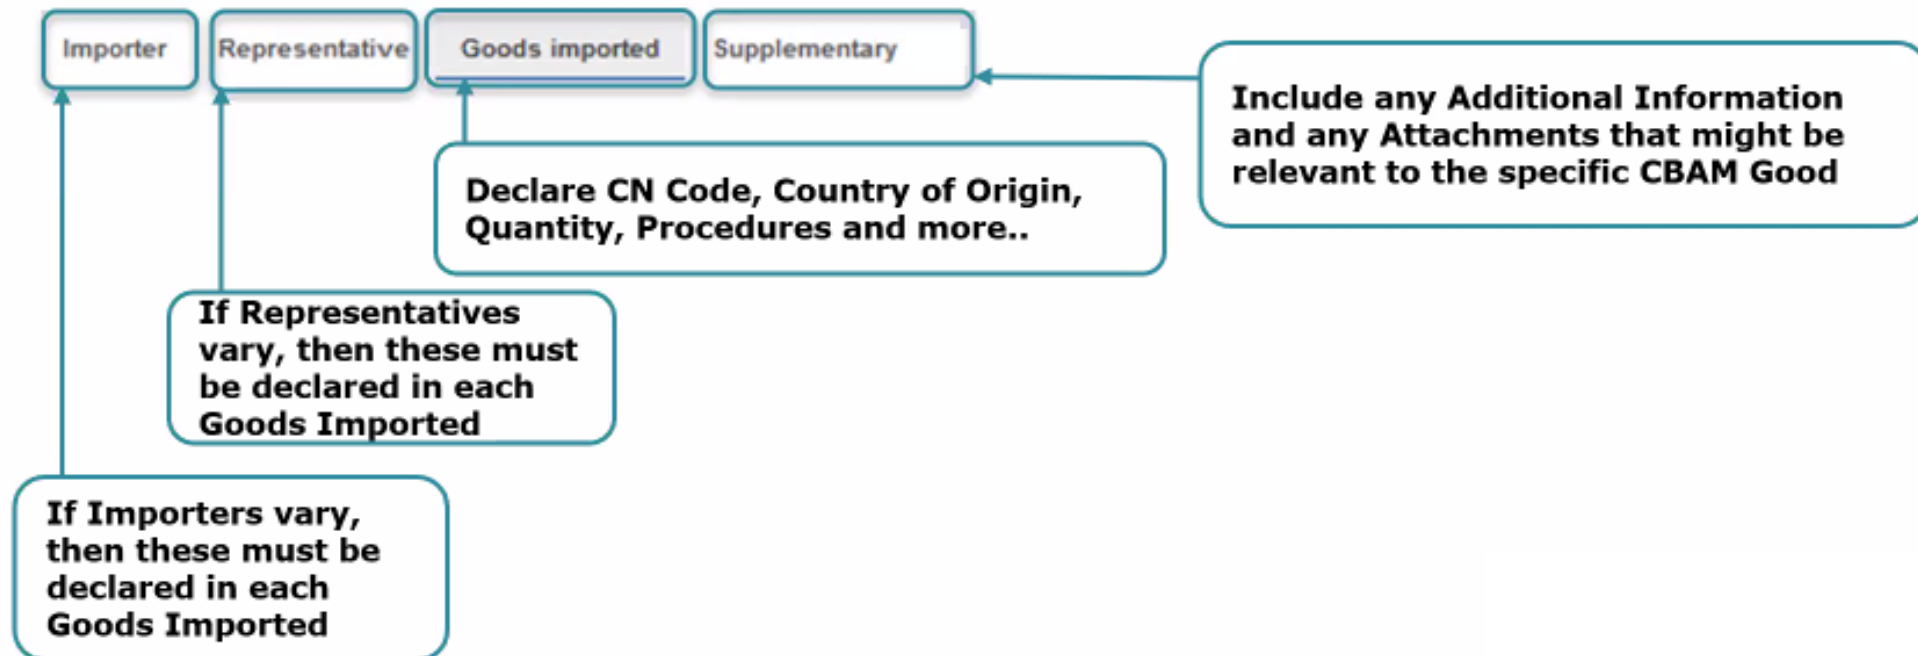 Importer
Representative
Goods imported
Supplementary
Include any Additional Information
and any Attachments that might be
relevant to the specific CBAM Good
Declare CN Code, Country of Origin,
Quantity, Procedures and more..
If Representatives
vary, then these must
be declared in each
Goods Imported
If Importers vary,
then these must be
declared in each
Goods Imported